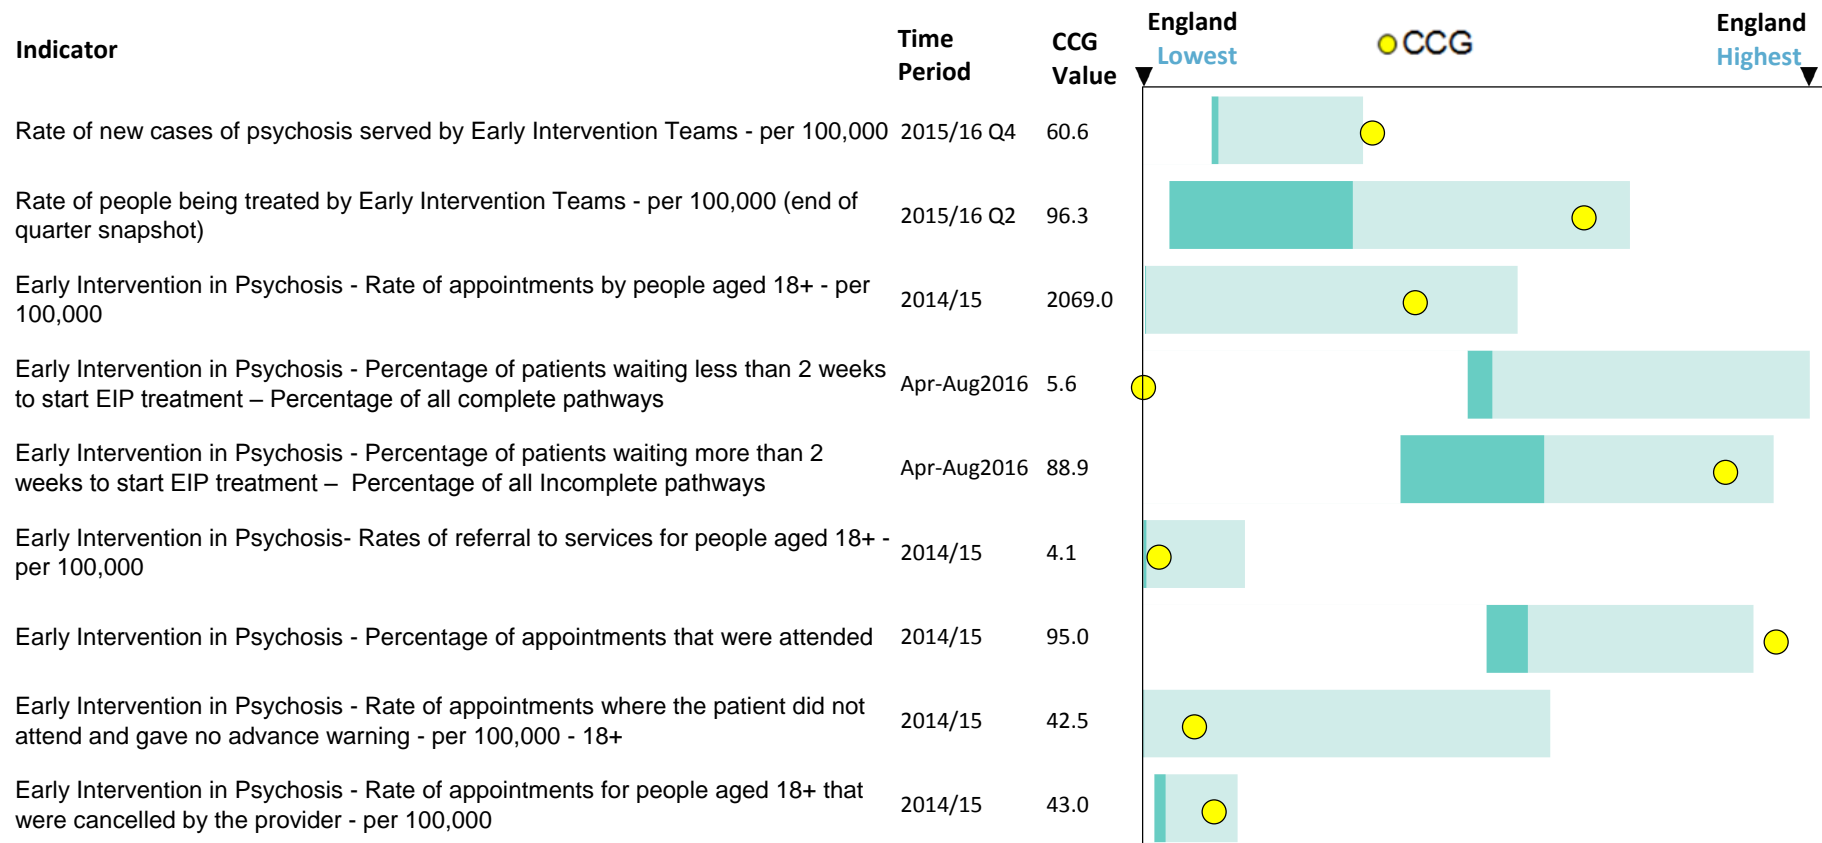 Indicator
Time Period
CCG Value
England Lowest
CCG
England Highest
Rate of new cases of psychosis served by Early Intervention Teams - per 100,000 2015/16 Q4 60.6
Rate of people being treated by Early Intervention Teams - per 100,000 (end of
quarter snapshot)
2015/16 Q2 96.3
Early Intervention in Psychosis - Rate of appointments by people aged 18+ - per
100,000
2014/15 2069.0
Early Intervention in Psychosis - Percentage of patients waiting less than 2 weeks
to start EIP treatment – Percentage of all complete pathways
Apr-Aug2016 5.6
Early Intervention in Psychosis - Percentage of patients waiting more than 2
weeks to start EIP treatment – Percentage of all Incomplete pathways
Apr-Aug2016 88.9
Early Intervention in Psychosis- Rates of referral to services for people aged 18+ -
per 100,000
2014/15 4.1
Early Intervention in Psychosis - Percentage of appointments that were attended 2014/15 95.0
Early Intervention in Psychosis - Rate of appointments where the patient did not
attend and gave no advance warning - per 100,000 - 18+
2014/15 42.5
Early Intervention in Psychosis - Rate of appointments for people aged 18+ that
were cancelled by the provider - per 100,000
2014/15 43.0